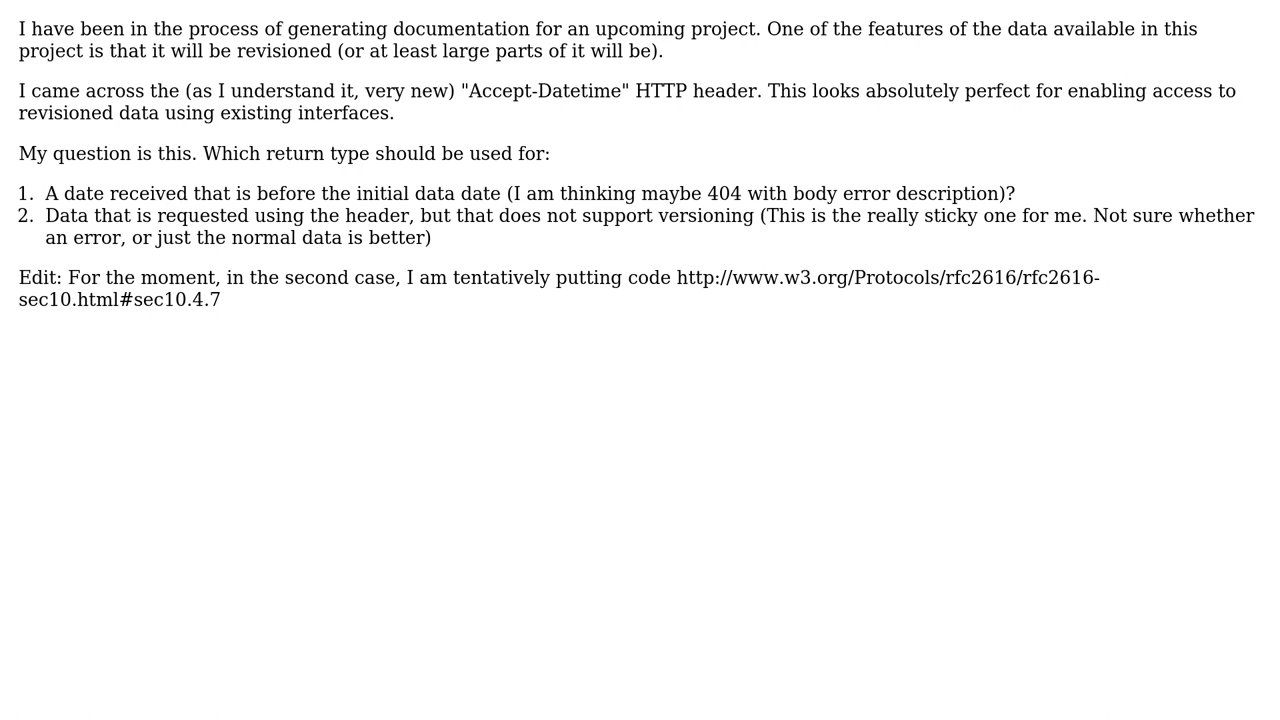 I have been in the process of generating documentation for an upcoming project. One of the features of the data available in this
project is that it will be revisioned (or at least large parts of it will be).
I came across the (as I understand it, very new) "Accept-Datetime" HTTP header. This looks absolutely perfect for enabling access to
revisioned data using existing interfaces.
My question is this. Which return type should be used for:
1. A date received that is before the initial data date (I am thinking maybe 404 with body error description)?
2. Data that is requested using the header, but that does not support versioning (This is the really sticky one for me. Not sure whether
an error, or just the normal data is better)
Edit: For the moment, in the second case, I am tentatively putting code http://www.w3.org/Protocols/rfc2616/rfc2616-
sec10.html#sec10.4.7